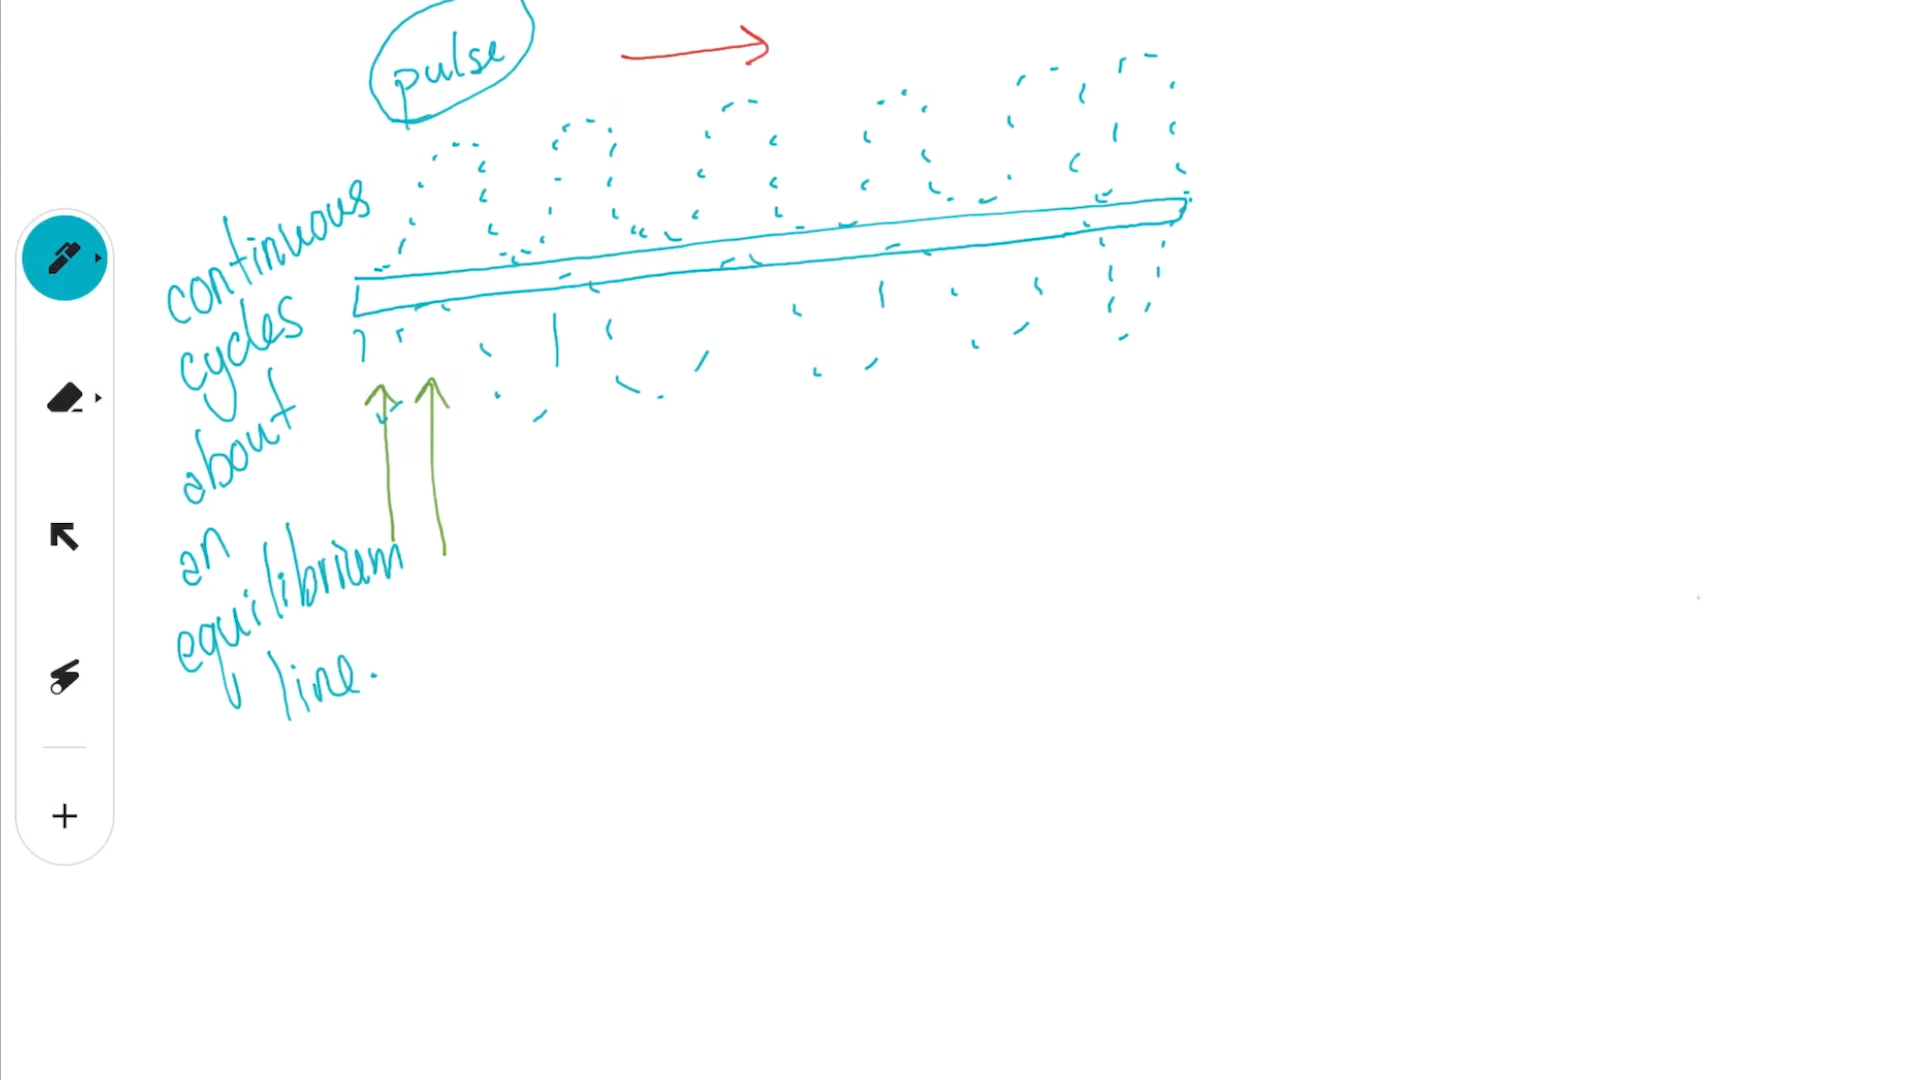 pulse
continuous
cycles
about
an
equilibrium
line.